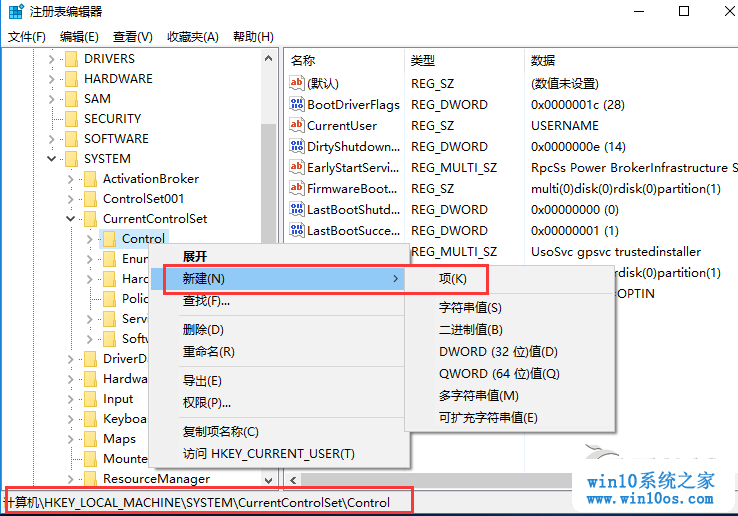 注册表编辑器
文件(F) 编辑(E) 查看(V) 收藏夹(A) 帮助(H)
DRIVERS
HARDWARE
SAM
SECURITY
SOFTWARE
SYSTEM
ActivationBroker
ControlSet001
CurrentControlSet
Control
Enun
Hard
Polic
Serv
Softw
DriverDa
Hardwa
Input
Keyboa
Maps
Mounte
ResourceManager
名称 类型 数据
(默认) REG_SZ (数值未设置)
BootDriverFlags REG_DWORD 0x0000001c (28)
CurrentUser REG_SZ USERNAME
DirtyShutdown... REG_DWORD 0x0000000e (14)
EarlyStartServi... REG_MULTI_SZ RpcSs Power BrokerInfrastructure S
FirmwareBoot... REG_SZ multi(0)disk(0)rdisk(0)partition(1)
LastBootShutd... REG_DWORD 0x00000000 (0)
LastBootSucce... REG_DWORD 0x00000001 (1)
REG_MULTI_SZ UsoSvc gpsvc trustedinstaller
multi(0)disk(0)rdisk(0)partition(4)
OPTIN
展开
新建(N)
查找(F)...
删除(D)
重命名(R)
导出(E)
权限(P)...
复制项名称(C)
访问 HKEY_CURRENT_USER(T)
项(K)
字符串值(S)
二进制值(B)
DWORD (32 位)值(D)
QWORD (64 位)值(Q)
多字符串值(M)
可扩充字符串值(E)
计算机\HKEY_LOCAL_MACHINE\SYSTEM\CurrentControlSet\Control
win10系统之家
www.win10os.com